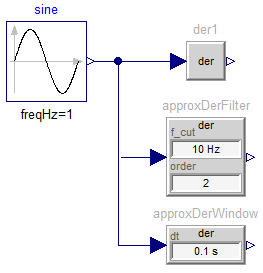 sine
freqHz=1
der1
der
approxDerFilter
der
f_cut
10 Hz
order
2
approxDerWindow
der
dt
0.1 s